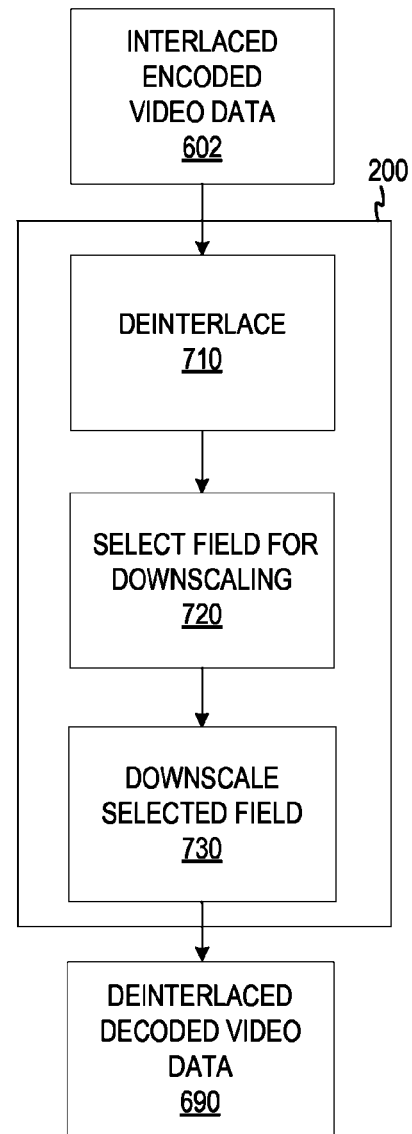 INTERLACED
ENCODED
VIDEO DATA
602
200
DEINTERLACE
710
SELECT FIELD FOR
DOWNSCALING
720
DOWNSCALE
SELECTED FIELD
730
DEINTERLACED
DECODED VIDEO
DATA
690